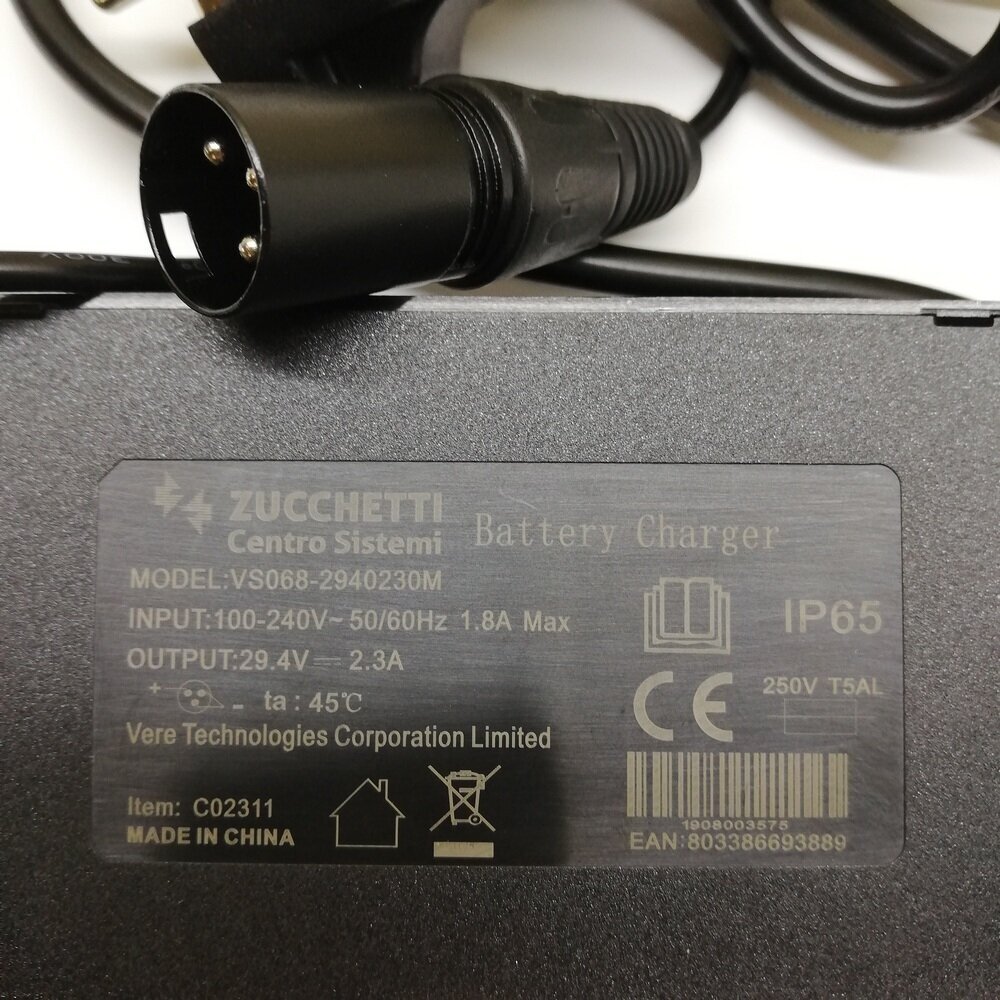 ZUCCHETTI
Centro Sistemi
Battery Charger
MODEL:VS068-2940230M
INPUT:100-240V~ 50/60Hz 1.8A Max
OUTPUT:29.4V⎓ 2.3A
+ - ta : 45℃
Vere Technologies Corporation Limited
Item: C02311
MADE IN CHINA
IP65
CE
250V T5AL
1908003575
EAN:803386693889